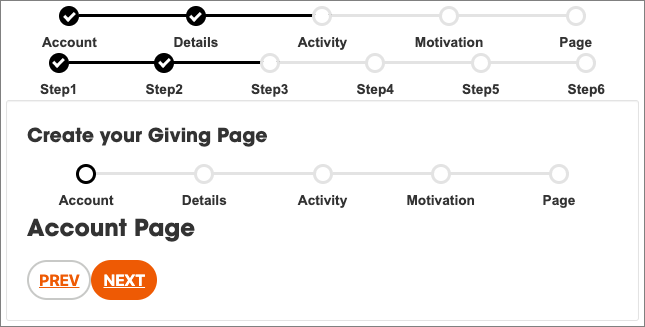 Account Details Activity Motivation Page
Step1 Step2 Step3 Step4 Step5 Step6
Create your Giving Page
Account Details Activity Motivation Page
Account Page
PREV NEXT